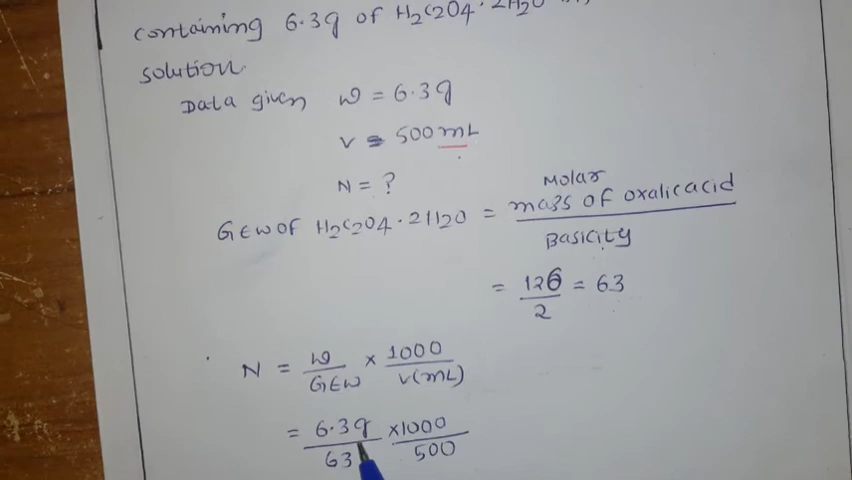 containing 6.3g of H2C2O4.2H2O
solution.
Data given W = 6.3g
V = 500mL
N = ?
GEW OF H2C2O4.2H2O = Molar mass of oxalic acid / Basicity
= 126 / 2 = 63
N = W / GEW × 1000 / V(mL)
= 6.3g / 63 × 1000 / 500